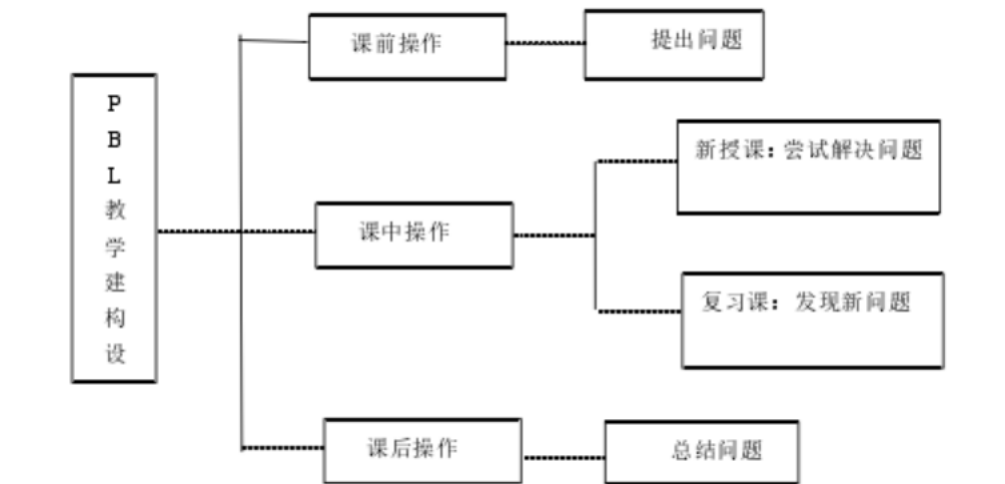 PBL教学建构设
课前操作
提出问题
新授课：尝试解决问题
课中操作
复习课：发现新问题
课后操作
总结问题